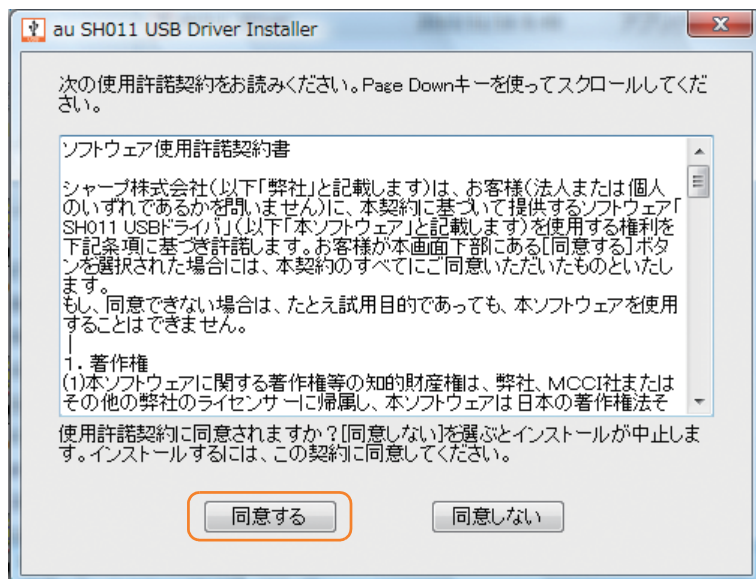 au SH011 USB Driver Installer
次の使用許諾契約をお読みください。Page Downキーを使ってスクロールしてくだ
さい。
ソフトウェア使用許諾契約書
シャープ株式会社(以下「弊社」と記載します)は、お客様(法人または個人
のいずれであるかを問いません)に、本契約に基づいて提供するソフトウェア「
SH011 USBドライバ」(以下「本ソフトウェア」と記載します)を使用する権利を
下記条項に基づき許諾します。お客様が本画面下部にある[同意する]ボタ
ンを選択された場合には、本契約のすべてにご同意いただいたものといたし
ます。
もし、同意できない場合は、たとえ試用目的であっても、本ソフトウェアを使用
することはできません。
1. 著作権
(1)本ソフトウェアに関する著作権等の知的財産権は、弊社、MCCI社または
その他の弊社のライセンサーに帰属し、本ソフトウェアは日本の著作権法そ
使用許諾契約に同意されますか?[同意しない]を選ぶとインストールが中止しま
す。インストールするには、この契約に同意してください。
同意する
同意しない